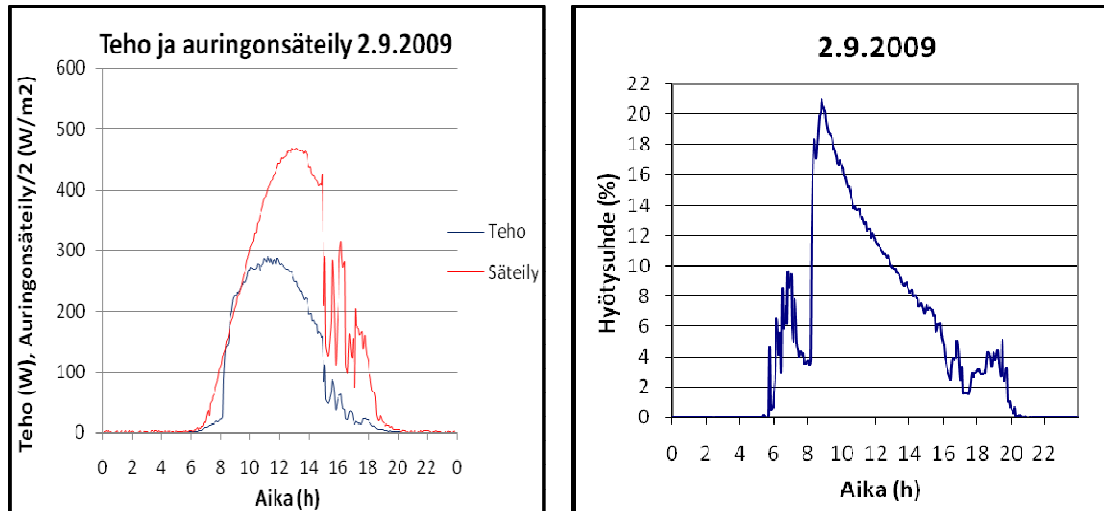 Teho ja auringonsäteily 2.9.2009
Teho (W), Auringonsäteily/2 (W/m2)
600
500
400
300
200
100
0
0 2 4 6 8 10 12 14 16 18 20 22 0
Aika (h)
Teho
Säteily
2.9.2009
Hyötysuhde (%)
22
20
18
16
14
12
10
8
6
4
2
0
0 2 4 6 8 10 12 14 16 18 20 22
Aika (h)